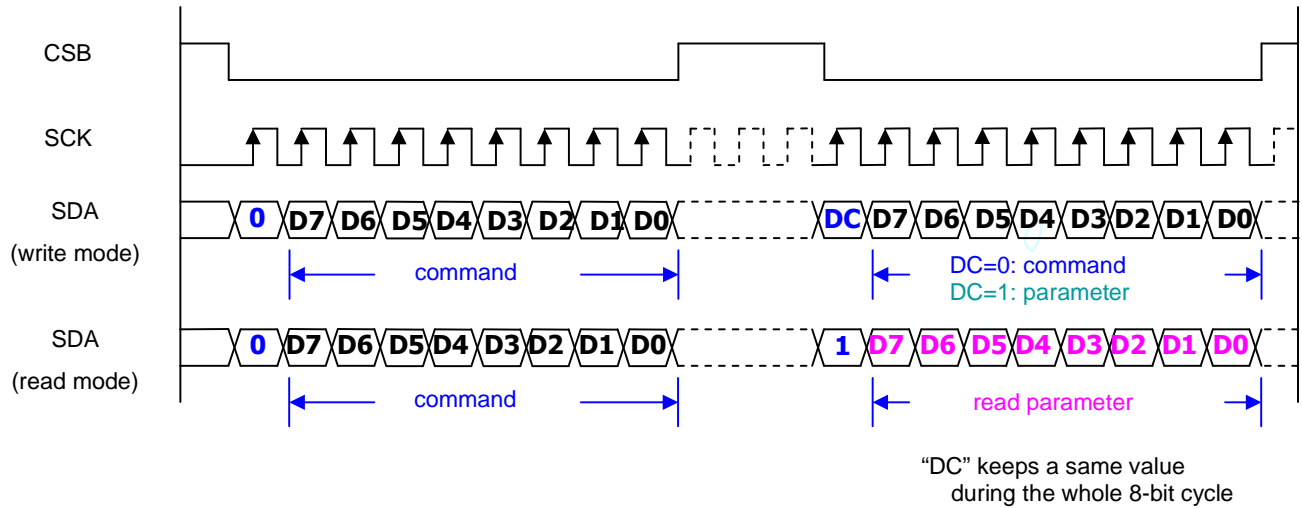 CSB
SCK
SDA
(write mode)
0 D7 D6 D5 D4 D3 D2 D1 D0
DC D7 D6 D5 D4 D3 D2 D1 D0
command
DC=0: command
DC=1: parameter
SDA
(read mode)
0 D7 D6 D5 D4 D3 D2 D1 D0
1 D7 D6 D5 D4 D3 D2 D1 D0
command
read parameter
“DC” keeps a same value
during the whole 8-bit cycle